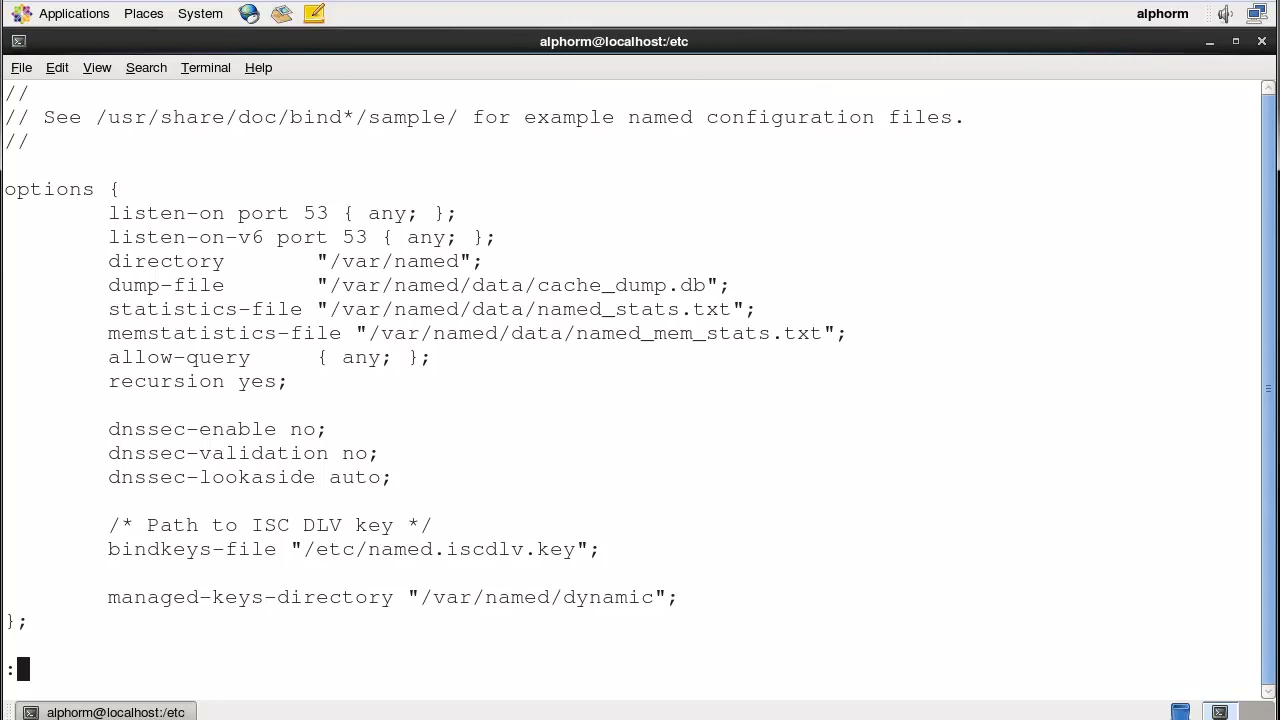 Applications Places System alphorm
alphorm@localhost:/etc
File Edit View Search Terminal Help
//
// See /usr/share/doc/bind*/sample/ for example named configuration files.
//
options {
listen-on port 53 { any; };
listen-on-v6 port 53 { any; };
directory "/var/named";
dump-file "/var/named/data/cache_dump.db";
statistics-file "/var/named/data/named_stats.txt";
memstatistics-file "/var/named/data/named_mem_stats.txt";
allow-query { any; };
recursion yes;
dnssec-enable no;
dnssec-validation no;
dnssec-lookaside auto;
/* Path to ISC DLV key */
bindkeys-file "/etc/named.iscdlv.key";
managed-keys-directory "/var/named/dynamic";
};
:
alphorm@localhost:/etc